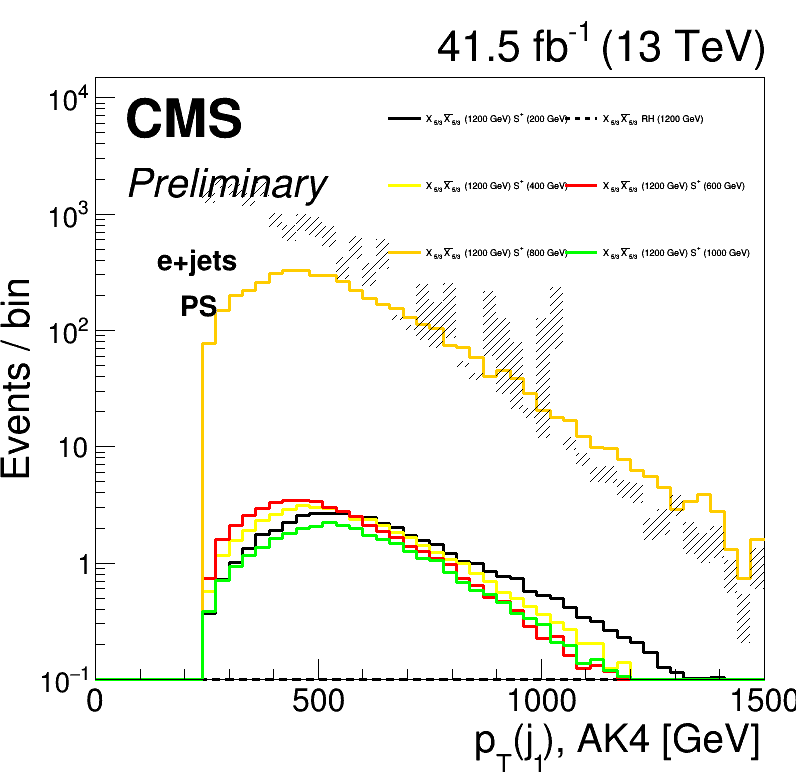 41.5 fb⁻¹ (13 TeV)
CMS
Preliminary
e+jets
PS
X₅/₃X̅₅/₃ (1200 GeV) S⁺ (200 GeV)
X₅/₃X̅₅/₃ RH (1200 GeV)
X₅/₃X̅₅/₃ (1200 GeV) S⁺ (400 GeV)
X₅/₃X̅₅/₃ (1200 GeV) S⁺ (600 GeV)
X₅/₃X̅₅/₃ (1200 GeV) S⁺ (800 GeV)
X₅/₃X̅₅/₃ (1200 GeV) S⁺ (1000 GeV)
Events / bin
10⁴
10³
10²
10
1
10⁻¹
0 500 1000 1500
p_T(j₁), AK4 [GeV]